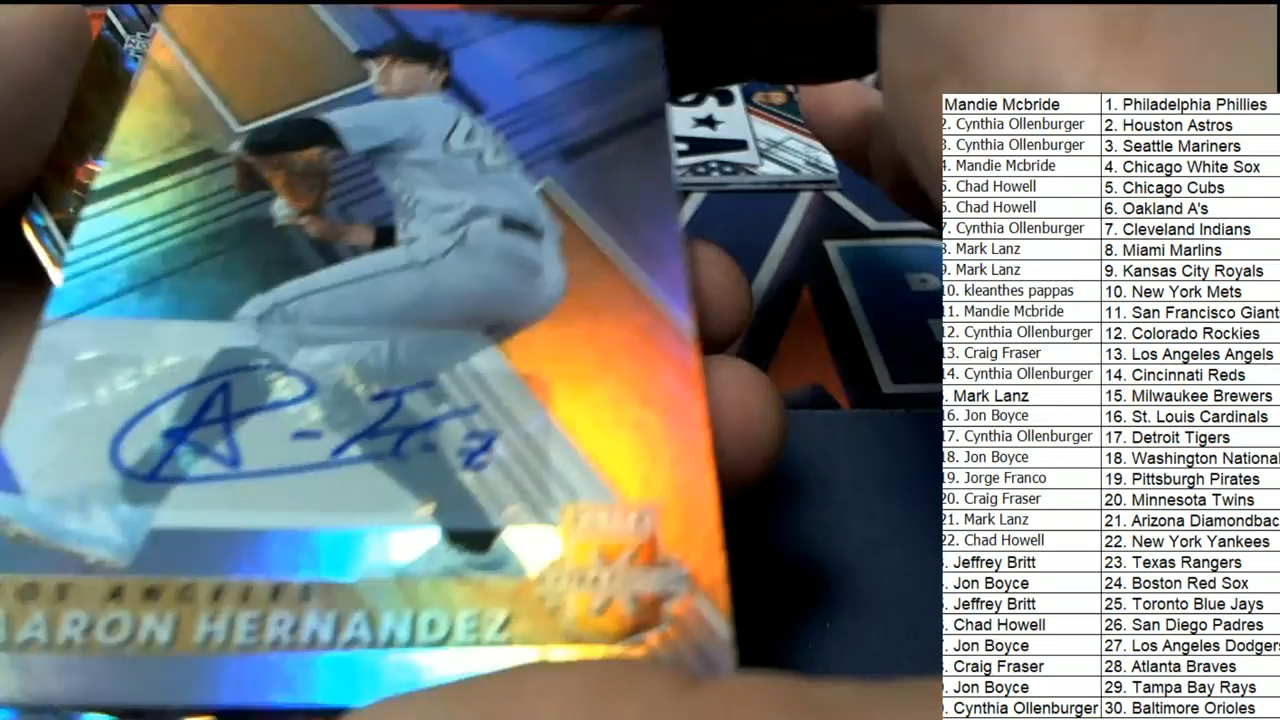 LOS ANGELES
AARON HERNANDEZ
S★A
Mandie Mcbride 1. Philadelphia Phillies
2. Cynthia Ollenburger 2. Houston Astros
3. Cynthia Ollenburger 3. Seattle Mariners
4. Mandie Mcbride 4. Chicago White Sox
5. Chad Howell 5. Chicago Cubs
6. Chad Howell 6. Oakland A's
7. Cynthia Ollenburger 7. Cleveland Indians
8. Mark Lanz 8. Miami Marlins
9. Mark Lanz 9. Kansas City Royals
10. kleanthes pappas 10. New York Mets
11. Mandie Mcbride 11. San Francisco Giant
12. Cynthia Ollenburger 12. Colorado Rockies
13. Craig Fraser 13. Los Angeles Angels
14. Cynthia Ollenburger 14. Cincinnati Reds
. Mark Lanz 15. Milwaukee Brewers
16. Jon Boyce 16. St. Louis Cardinals
17. Cynthia Ollenburger 17. Detroit Tigers
18. Jon Boyce 18. Washington National
19. Jorge Franco 19. Pittsburgh Pirates
20. Craig Fraser 20. Minnesota Twins
21. Mark Lanz 21. Arizona Diamondbac
22. Chad Howell 22. New York Yankees
. Jeffrey Britt 23. Texas Rangers
. Jon Boyce 24. Boston Red Sox
. Jeffrey Britt 25. Toronto Blue Jays
. Chad Howell 26. San Diego Padres
. Jon Boyce 27. Los Angeles Dodgers
. Craig Fraser 28. Atlanta Braves
. Jon Boyce 29. Tampa Bay Rays
. Cynthia Ollenburger 30. Baltimore Orioles